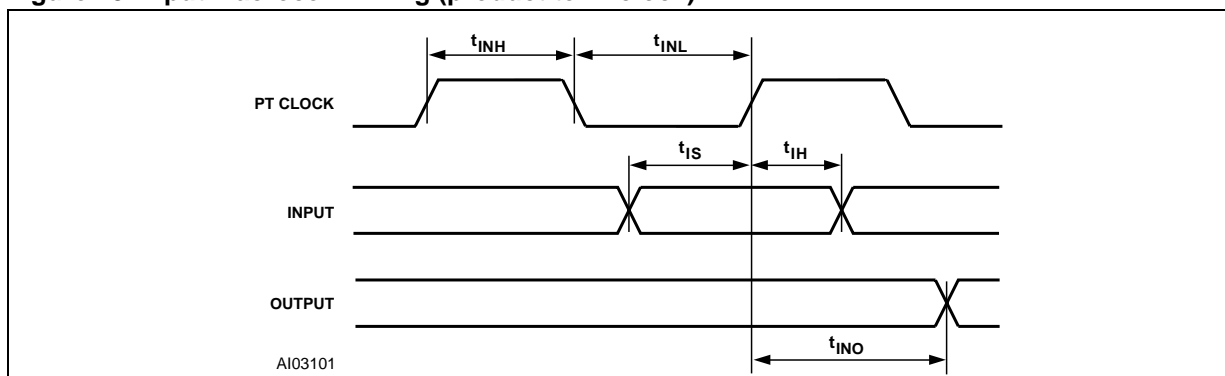 tINH tINL
PT CLOCK
tIS tIH
INPUT
OUTPUT
tINO
AI03101